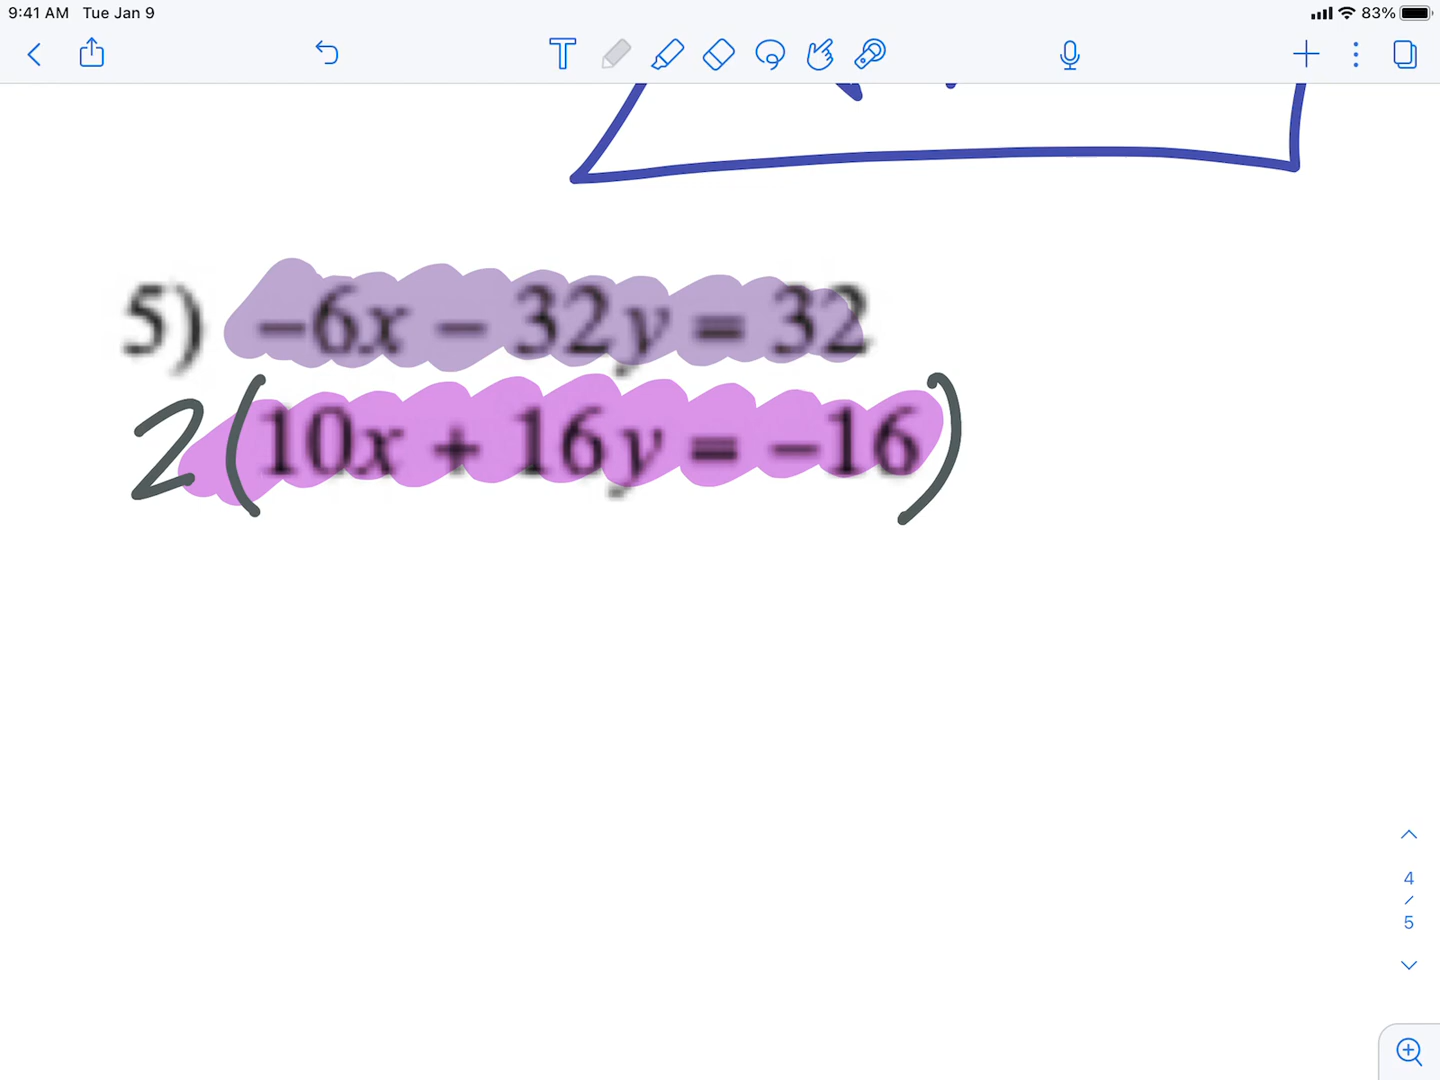 9:41 AM Tue Jan 9 83%
T
5) −6x − 32y = 32
2(10x + 16y = −16)
4
/
5